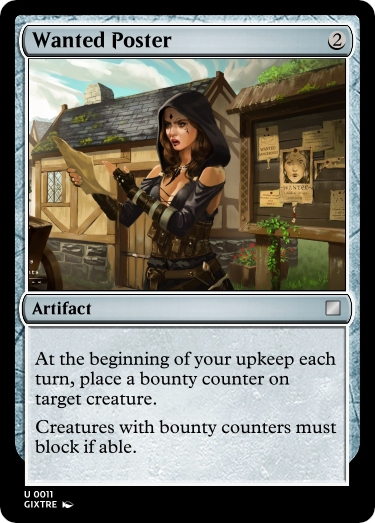 Wanted Poster 2
WANTED
Artifact
At the beginning of your upkeep each
turn, place a bounty counter on
target creature.
Creatures with bounty counters must
block if able.
U 0011
GIXTRE